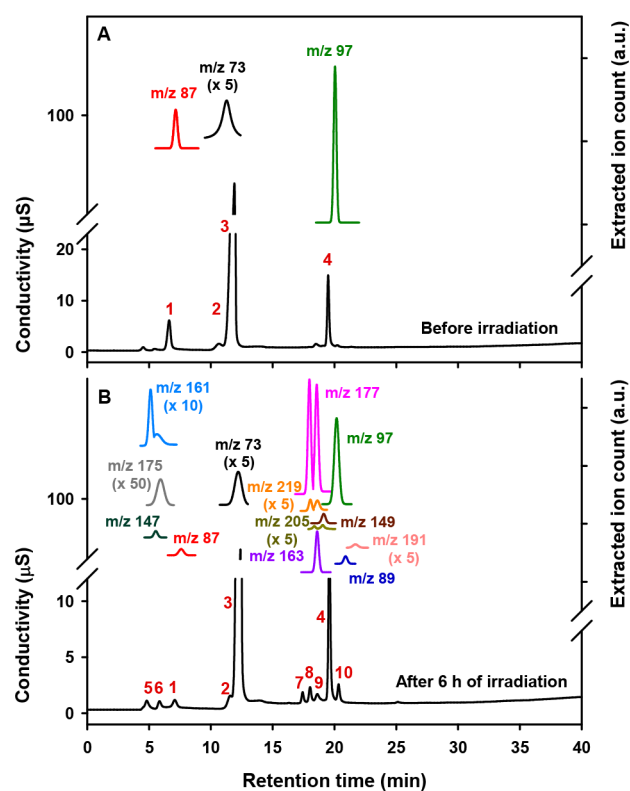 A
m/z 97
m/z 73
(x 5)
m/z 87
100
3
20
4
1
2
10
Before irradiation
0
Conductivity (µS)
Extracted ion count (a.u.)
B
m/z 161
(x 10)
m/z 177
m/z 73
(x 5)
m/z 97
m/z 175
(x 50)
m/z 219
(x 5)
100
m/z 147
m/z 205
(x 5)
m/z 149
m/z 87
m/z 191
(x 5)
m/z 163
m/z 89
10
3
4
5
5 6 1
2
7
8
9
10
After 6 h of irradiation
0
Conductivity (µS)
Extracted ion count (a.u.)
0 5 10 15 20 25 30 35 40
Retention time (min)